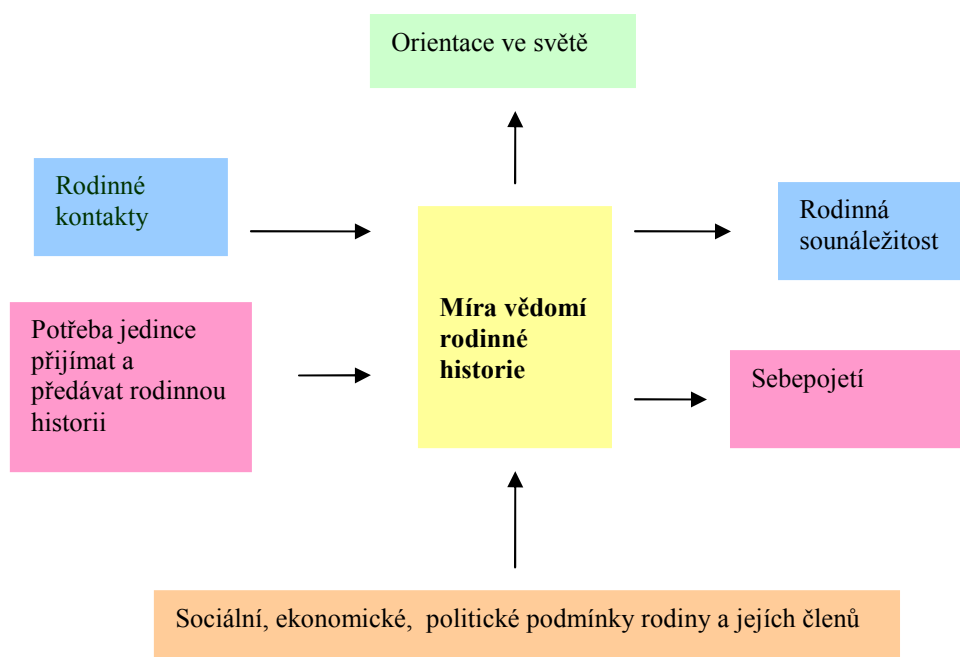 Orientace ve světě
Rodinné
kontakty
Rodinná
sounáležitost
Míra vědomí
rodinné
historie
Potřeba jedince
přijímat a
předávat rodinnou
historii
Sebepojetí
Sociální, ekonomické,  politické podmínky rodiny a jejích členů